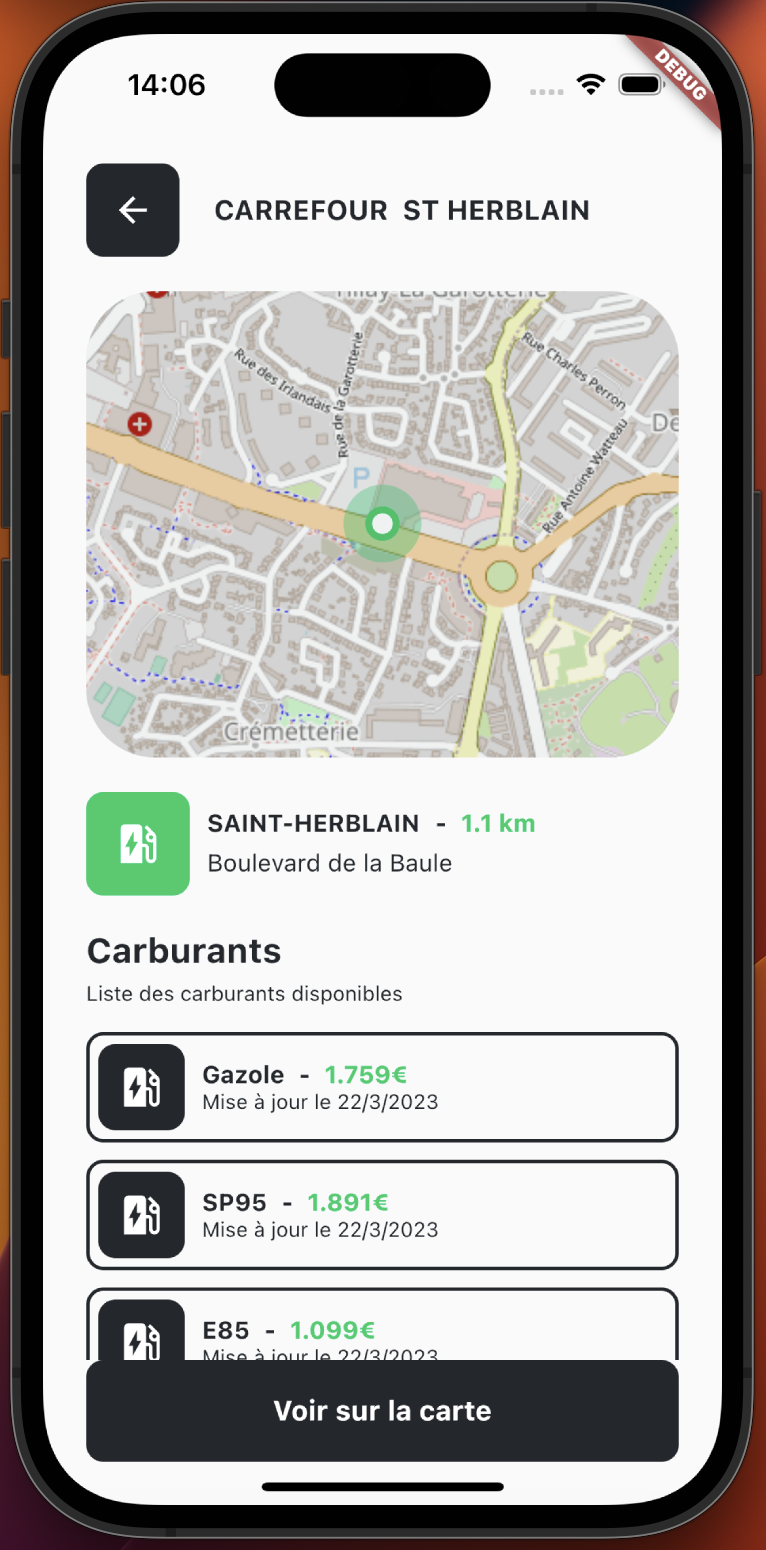 14:06
DEBUG
CARREFOUR  ST HERBLAIN
Rue des Irlandais
Rue de la Garotterie
Rue Charles Perron
Rue Antoine Watteau
De
P
Crémetterie
SAINT-HERBLAIN  -  1.1 km
Boulevard de la Baule
Carburants
Liste des carburants disponibles
Gazole  -  1.759€
Mise à jour le 22/3/2023
SP95  -  1.891€
Mise à jour le 22/3/2023
E85  -  1.099€
Mise à jour le 22/3/2023
Voir sur la carte